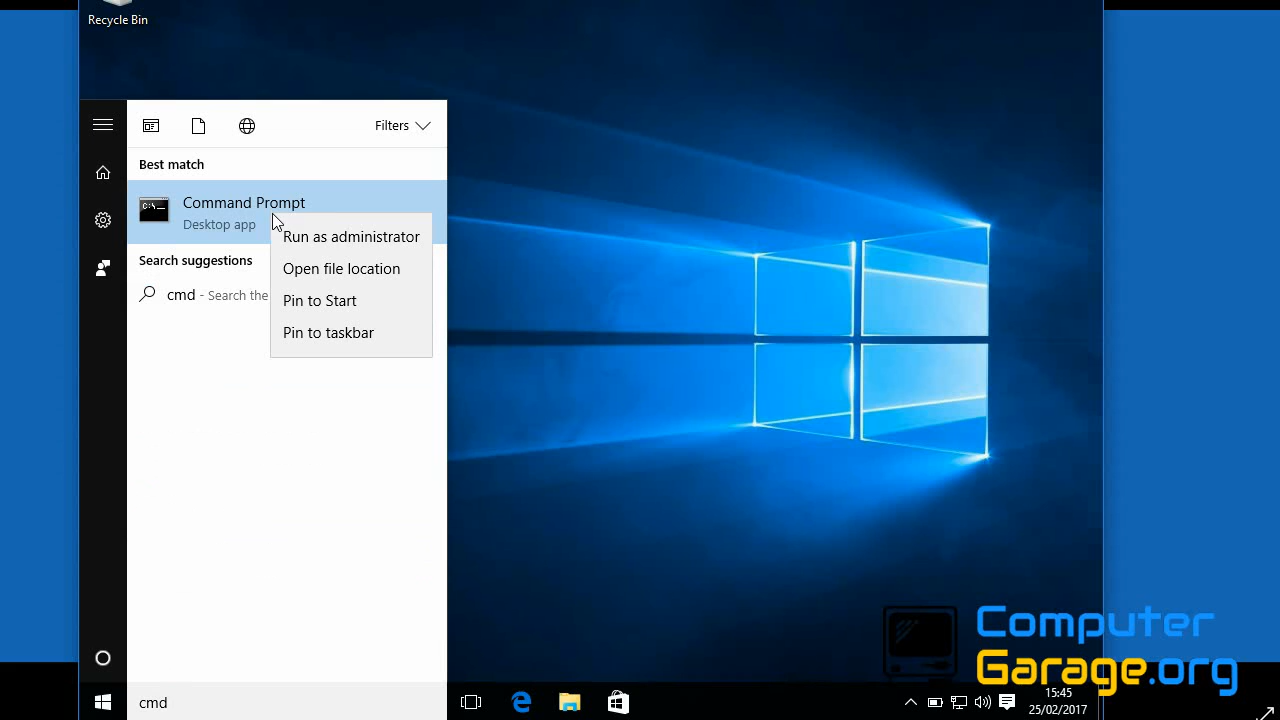 Recycle Bin
Filters
Best match
C:\_
Command Prompt
Desktop app
Run as administrator
Search suggestions
Open file location
cmd - Search the
Pin to Start
Pin to taskbar
Computer
Garage.org
cmd
15:45
25/02/2017